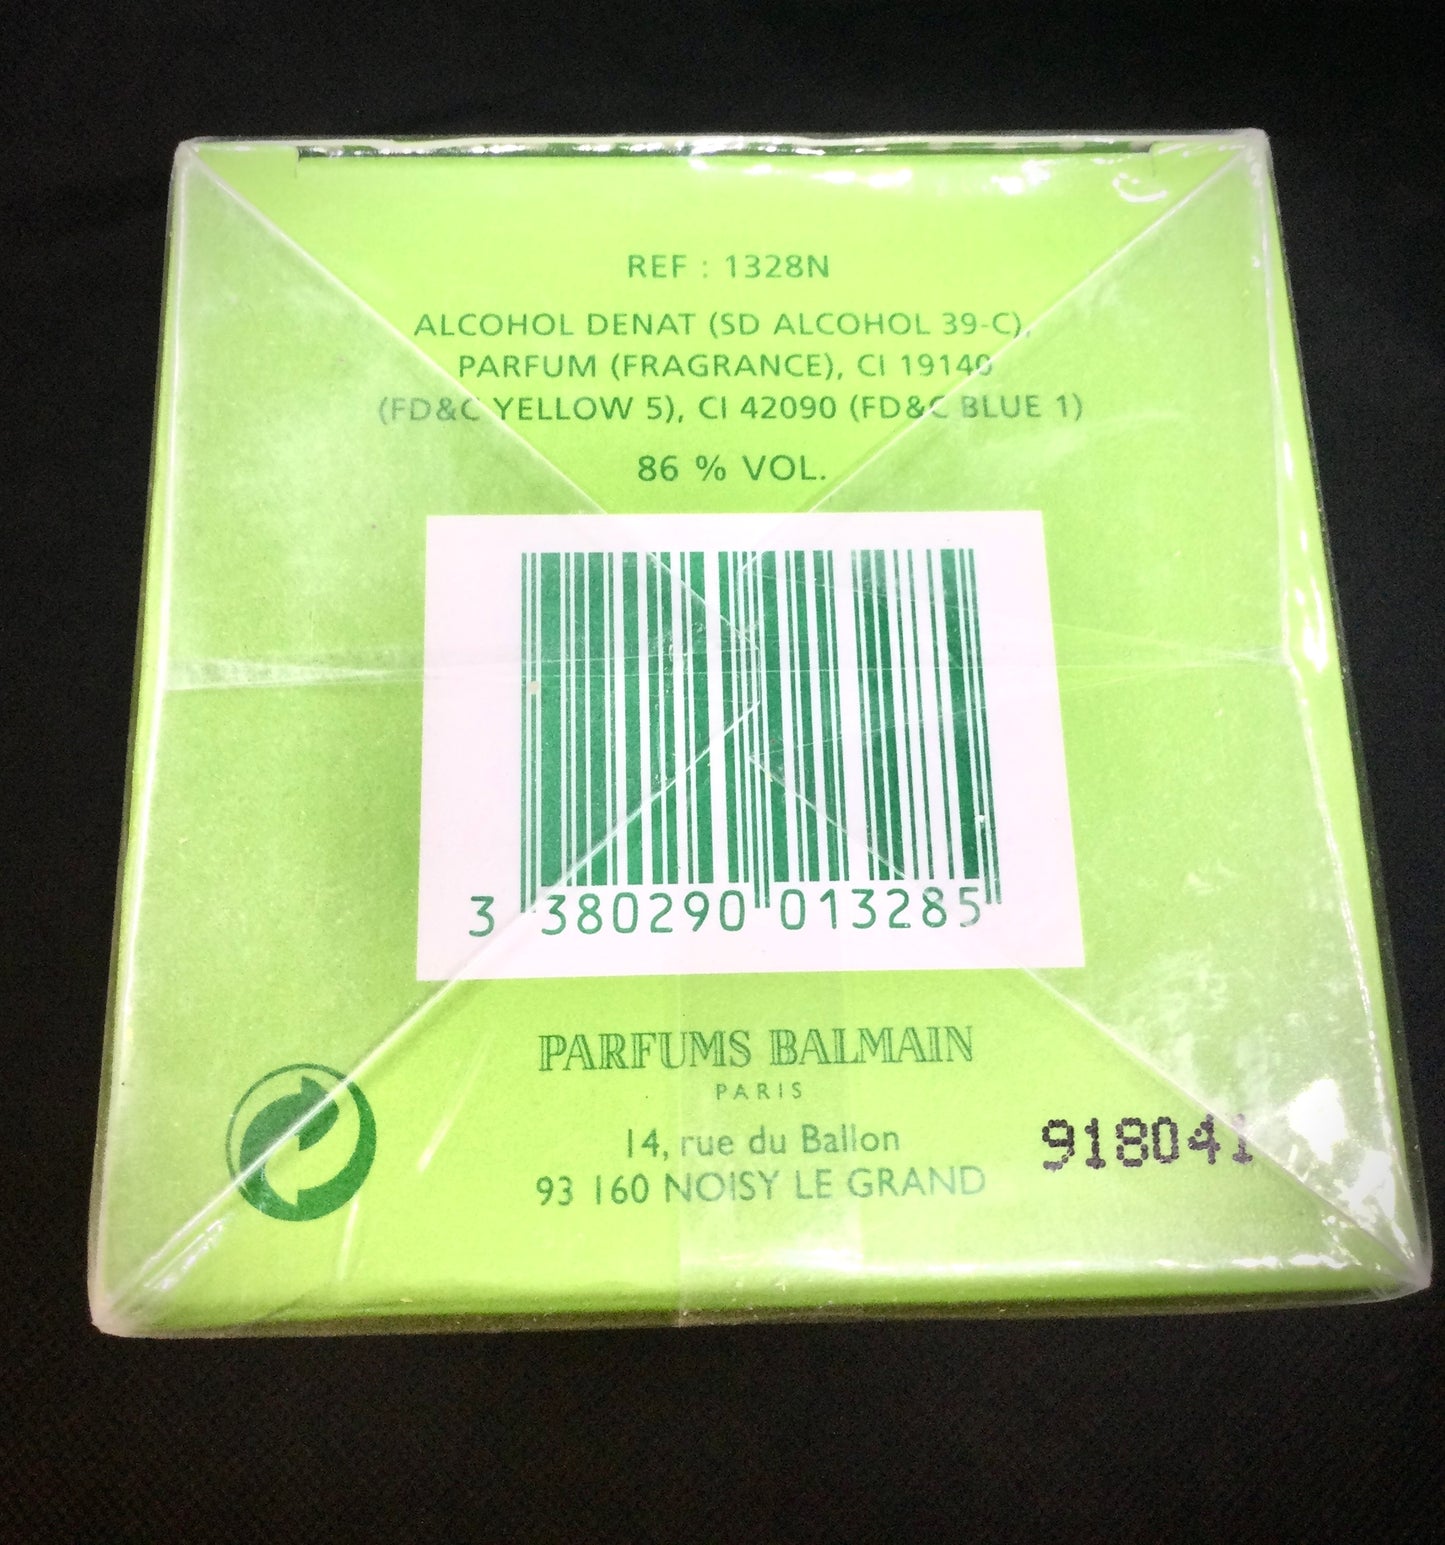 REF : 1328N
ALCOHOL DENAT (SD ALCOHOL 39-C),
PARFUM (FRAGRANCE), CI 19140
(FD&C YELLOW 5), CI 42090 (FD&C BLUE 1)
86 % VOL.
3 380290 013285
PARFUMS BALMAIN
PARIS
14, rue du Ballon
93 160 NOISY LE GRAND
918041